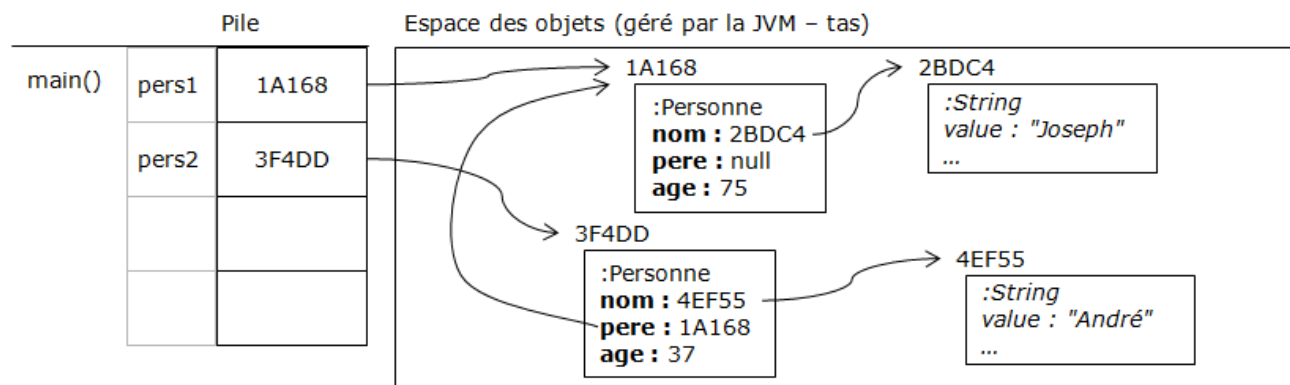 Pile
Espace des objets (géré par la JVM – tas)
main()
pers1
1A168
pers2
3F4DD
1A168
:Personne
nom : 2BDC4
pere : null
age : 75
2BDC4
:String
value : "Joseph"
...
3F4DD
:Personne
nom : 4EF55
pere : 1A168
age : 37
4EF55
:String
value : "André"
...